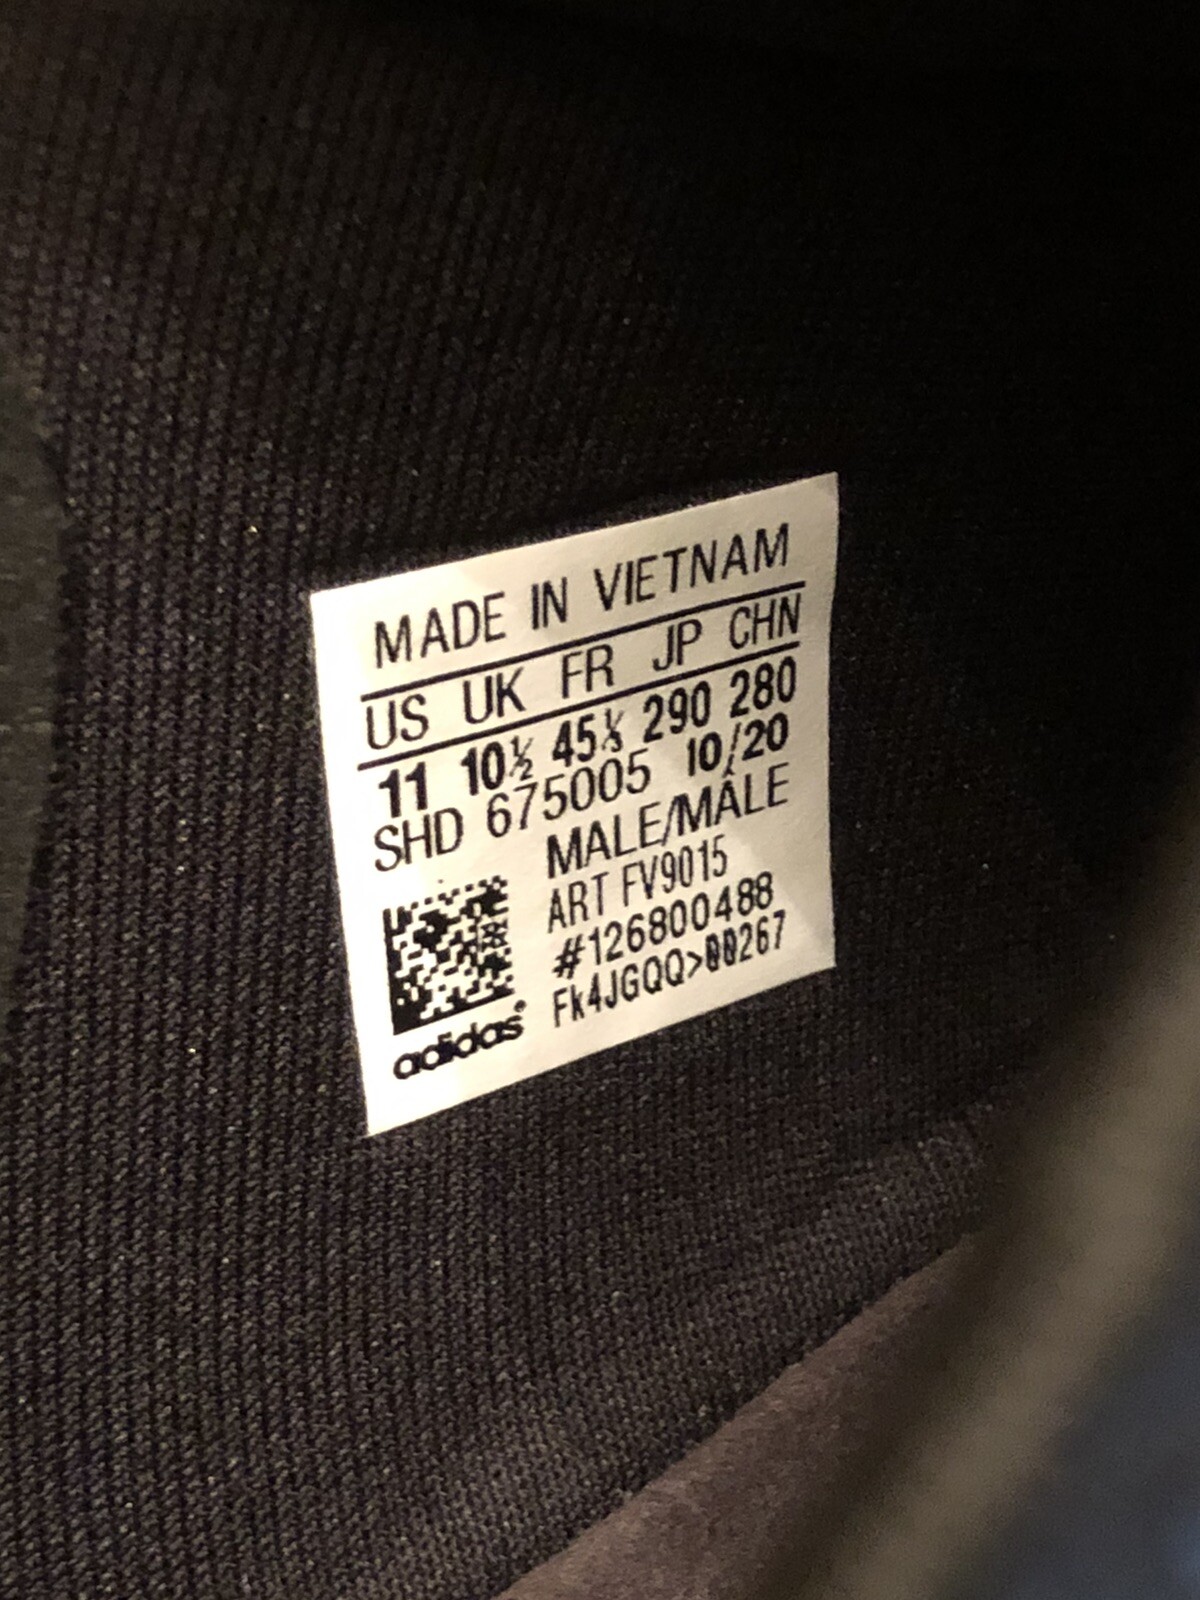 MADE IN VIETNAM
US UK FR JP CHN
11 10½ 45⅓ 290 280
SHD 675005 10/20
MALE/MÂLE
ART FV9015
#126800488
Fk4JGQQ>00267
adidas®